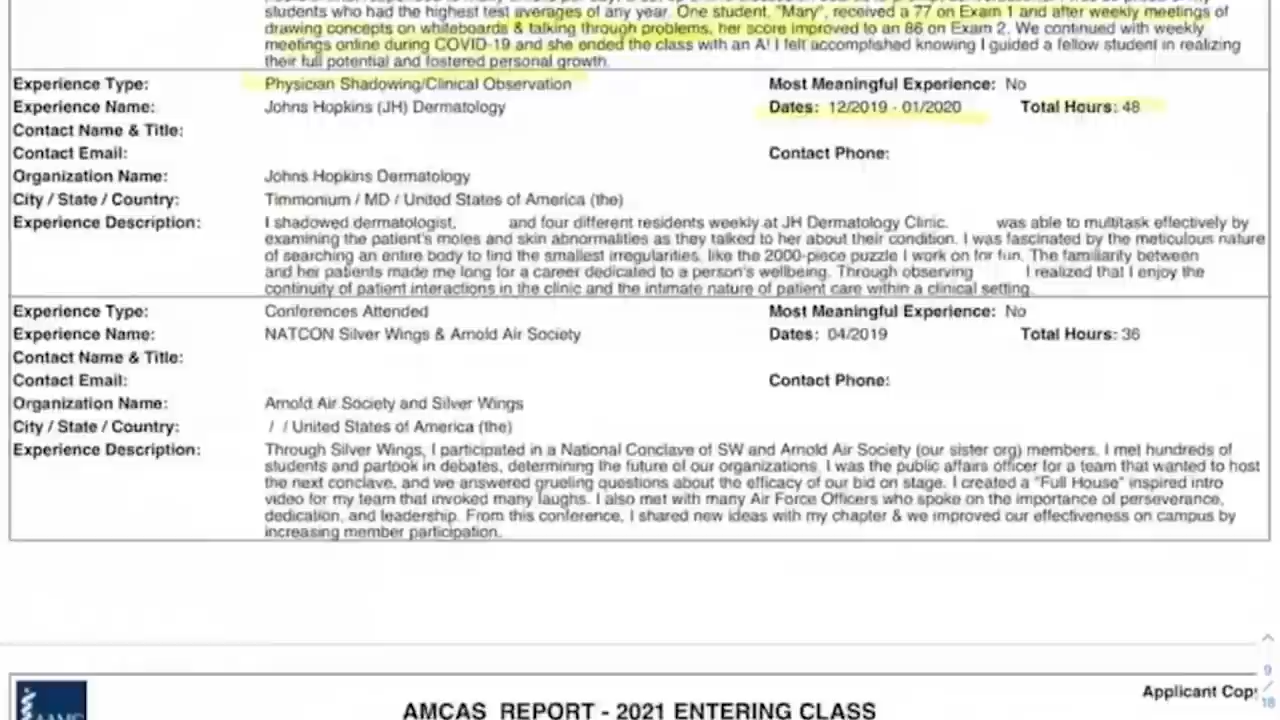 students who had the highest test averages of any year. One student, "Mary", received a 77 on Exam 1 and after weekly meetings of
drawing concepts on whiteboards & talking through problems, her score improved to an 86 on Exam 2. We continued with weekly
meetings online during COVID-19 and she ended the class with an A! I felt accomplished knowing I guided a fellow student in realizing
their full potential and fostered personal growth.
Experience Type: Physician Shadowing/Clinical Observation Most Meaningful Experience: No
Experience Name: Johns Hopkins (JH) Dermatology Dates: 12/2019 - 01/2020 Total Hours: 48
Contact Name & Title:
Contact Email: Contact Phone:
Organization Name: Johns Hopkins Dermatology
City / State / Country: Timmonium / MD / United States of America (the)
Experience Description: I shadowed dermatologist, and four different residents weekly at JH Dermatology Clinic. was able to multitask effectively by
examining the patient's moles and skin abnormalities as they talked to her about their condition. I was fascinated by the meticulous nature
of searching an entire body to find the smallest irregularities, like the 2000-piece puzzle I work on for fun. The familiarity between
and her patients made me long for a career dedicated to a person's wellbeing. Through observing I realized that I enjoy the
continuity of patient interactions in the clinic and the intimate nature of patient care within a clinical setting.
Experience Type: Conferences Attended Most Meaningful Experience: No
Experience Name: NATCON Silver Wings & Arnold Air Society Dates: 04/2019 Total Hours: 36
Contact Name & Title:
Contact Email: Contact Phone:
Organization Name: Arnold Air Society and Silver Wings
City / State / Country: / / United States of America (the)
Experience Description: Through Silver Wings, I participated in a National Conclave of SW and Arnold Air Society (our sister org) members. I met hundreds of
students and partook in debates, determining the future of our organizations. I was the public affairs officer for a team that wanted to host
the next conclave, and we answered grueling questions about the efficacy of our bid on stage. I created a "Full House" inspired intro
video for my team that invoked many laughs. I also met with many Air Force Officers who spoke on the importance of perseverance,
dedication, and leadership. From this conference, I shared new ideas with my chapter & we improved our effectiveness on campus by
increasing member participation.
9
/
18
Applicant Copy
AMCAS REPORT - 2021 ENTERING CLASS